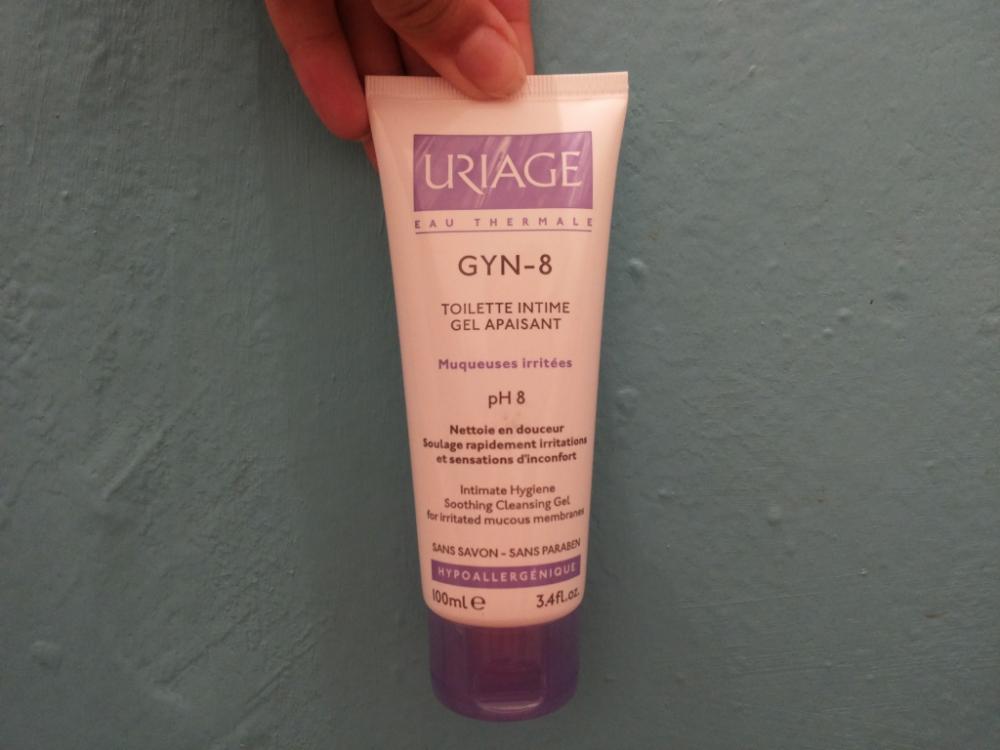 URIAGE
EAU THERMALE
GYN-8
TOILETTE INTIME
GEL APAISANT
Muqueuses irritées
pH 8
Nettoie en douceur
Soulage rapidement irritations
et sensations d'inconfort
Intimate Hygiene
Soothing Cleansing Gel
for irritated mucous membranes
SANS SAVON - SANS PARABEN
HYPOALLERGÉNIQUE
100ml e 3.4fl.oz.